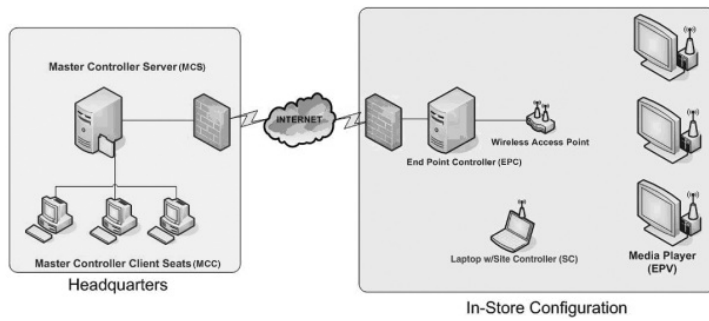 Master Controller Server (MCS)
INTERNET
Wireless Access Point
End Point Controller (EPC)
Master Controller Client Seats (MCC)
Laptop w/Site Controller (SC)
Media Player
(EPV)
Headquarters
In-Store Configuration